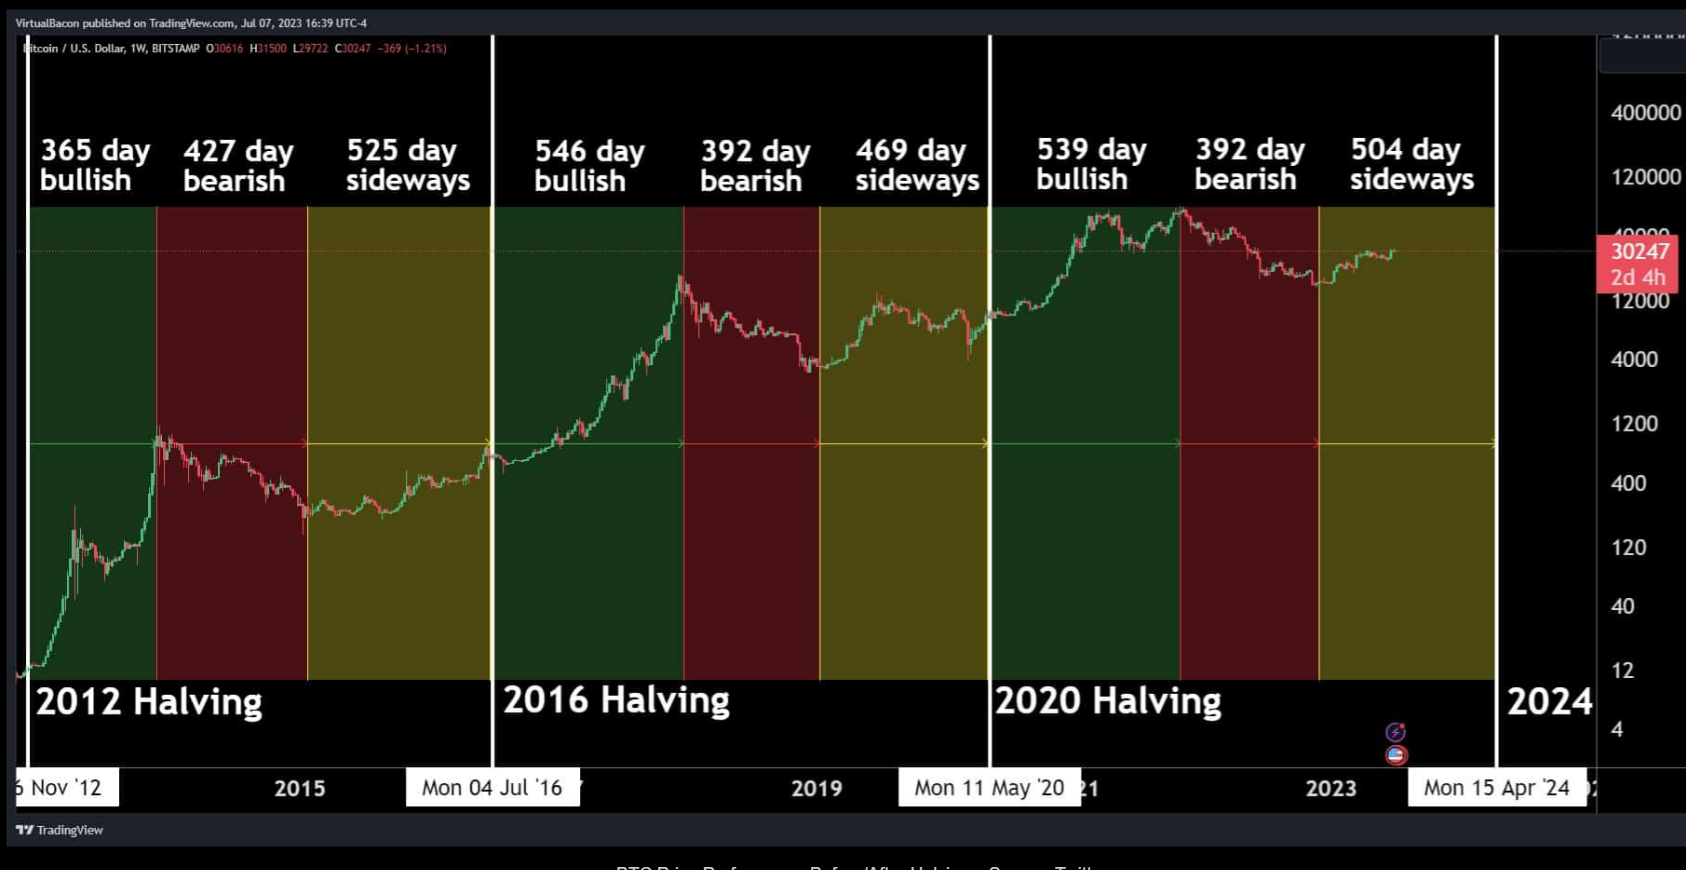 VirtualBacon published on TradingView.com, Jul 07, 2023 16:39 UTC-4
itcoin / U.S. Dollar, 1W, BITSTAMP O30616 H31500 L29722 C30247 −369 (−1.21%)
365 day
bullish
427 day
bearish
525 day
sideways
546 day
bullish
392 day
bearish
469 day
sideways
539 day
bullish
392 day
bearish
504 day
sideways
400000
120000
40000
30247
2d 4h
12000
4000
1200
400
120
40
12
4
2012 Halving
2016 Halving
2020 Halving
2024
6 Nov '12
2015
Mon 04 Jul '16
2019
Mon 11 May '20
21
2023
Mon 15 Apr '24
TradingView